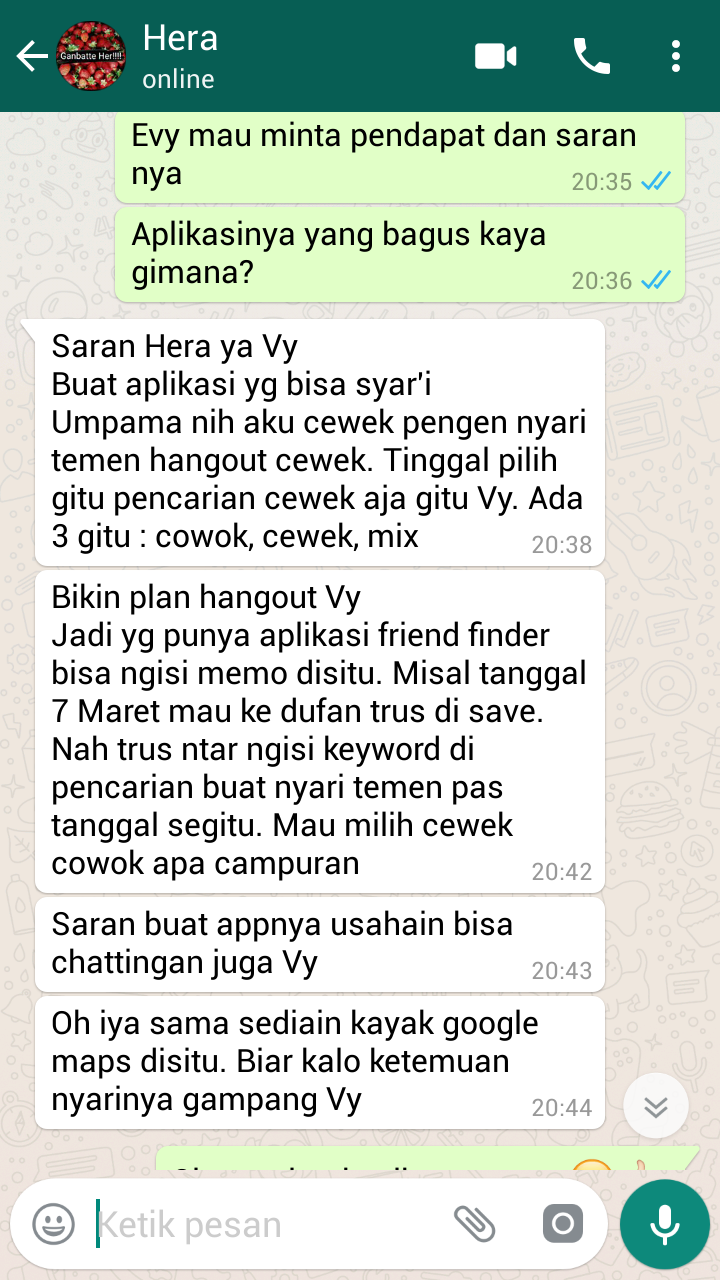 Ganbatte Her!!!!
Hera
online
Evy mau minta pendapat dan saran
nya
20:35
Aplikasinya yang bagus kaya
gimana?
20:36
Saran Hera ya Vy
Buat aplikasi yg bisa syar'i
Umpama nih aku cewek pengen nyari
temen hangout cewek. Tinggal pilih
gitu pencarian cewek aja gitu Vy. Ada
3 gitu : cowok, cewek, mix
20:38
Bikin plan hangout Vy
Jadi yg punya aplikasi friend finder
bisa ngisi memo disitu. Misal tanggal
7 Maret mau ke dufan trus di save.
Nah trus ntar ngisi keyword di
pencarian buat nyari temen pas
tanggal segitu. Mau milih cewek
cowok apa campuran
20:42
Saran buat appnya usahain bisa
chattingan juga Vy
20:43
Oh iya sama sediain kayak google
maps disitu. Biar kalo ketemuan
nyarinya gampang Vy
20:44
Ketik pesan